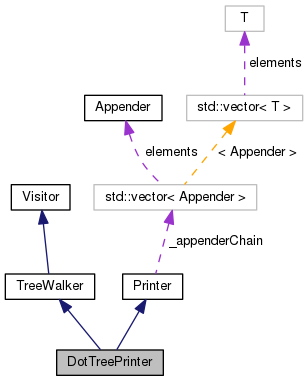 T
elements
Appender
std::vector< T >
elements
< Appender >
Visitor
std::vector< Appender >
_appenderChain
TreeWalker
Printer
DotTreePrinter